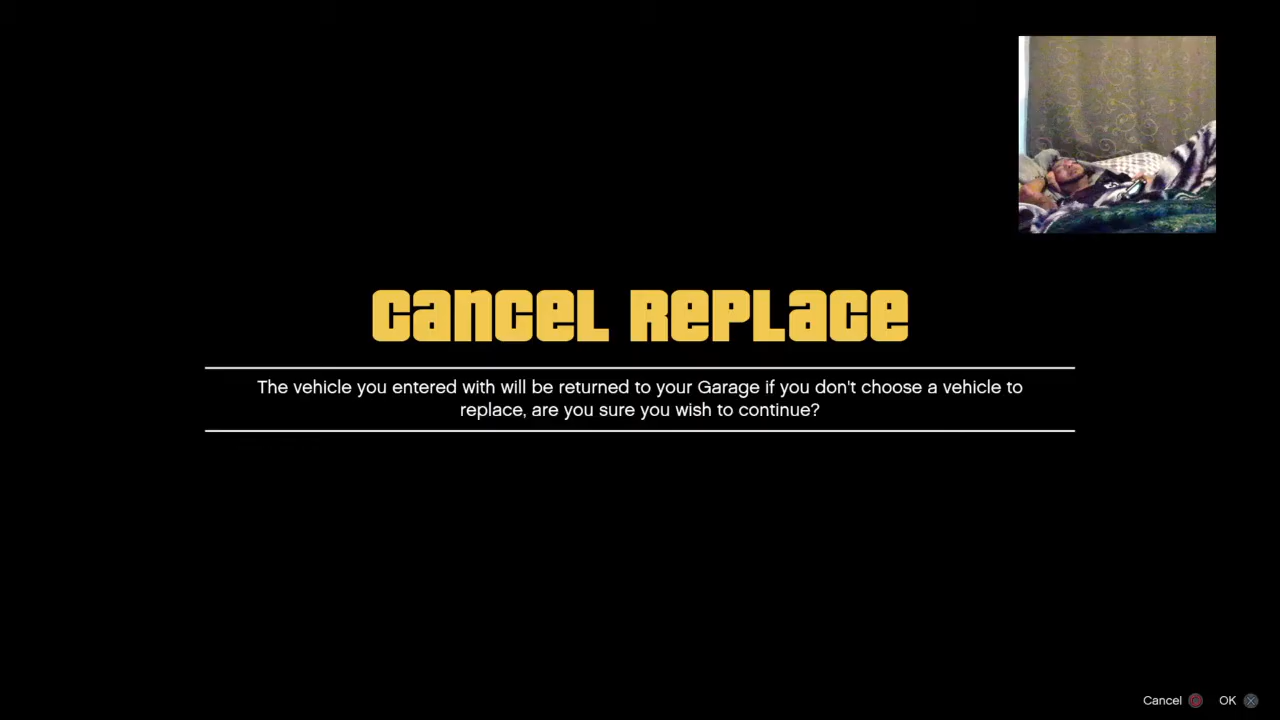 CANCEL REPLACE
The vehicle you entered with will be returned to your Garage if you don't choose a vehicle to
replace, are you sure you wish to continue?
Cancel OK